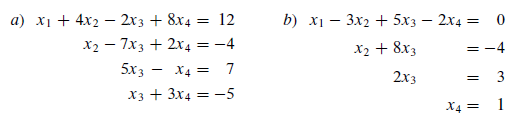 a) x₁ + 4x₂ − 2x₃ + 8x₄ = 12
x₂ − 7x₃ + 2x₄ = −4
5x₃ − x₄ = 7
x₃ + 3x₄ = −5
b) x₁ − 3x₂ + 5x₃ − 2x₄ = 0
x₂ + 8x₃ = −4
2x₃ = 3
x₄ = 1